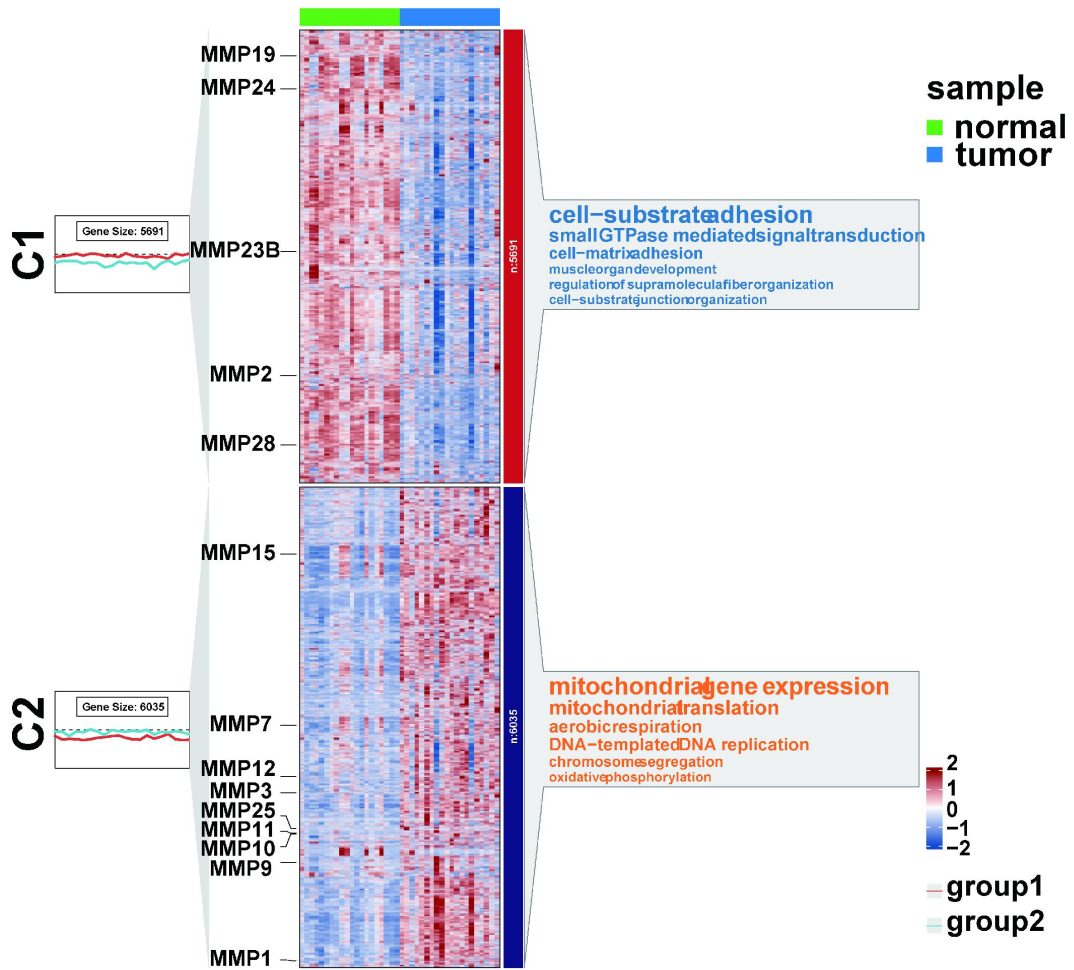 MMP19
MMP24
MMP23B
MMP2
MMP28
C1
Gene Size: 5691
n:5691
cell-substrate adhesion
small GTPase mediated signal transduction
cell-matrix adhesion
muscle organ development
regulation of supramolecular fiber organization
cell-substrate junction organization
sample
normal
tumor
MMP15
MMP7
MMP12
MMP3
MMP25
MMP11
MMP10
MMP9
MMP1
C2
Gene Size: 6035
n:6035
mitochondrial gene expression
mitochondrial translation
aerobic respiration
DNA-templated DNA replication
chromosome segregation
oxidative phosphorylation
2
1
0
-1
-2
group1
group2